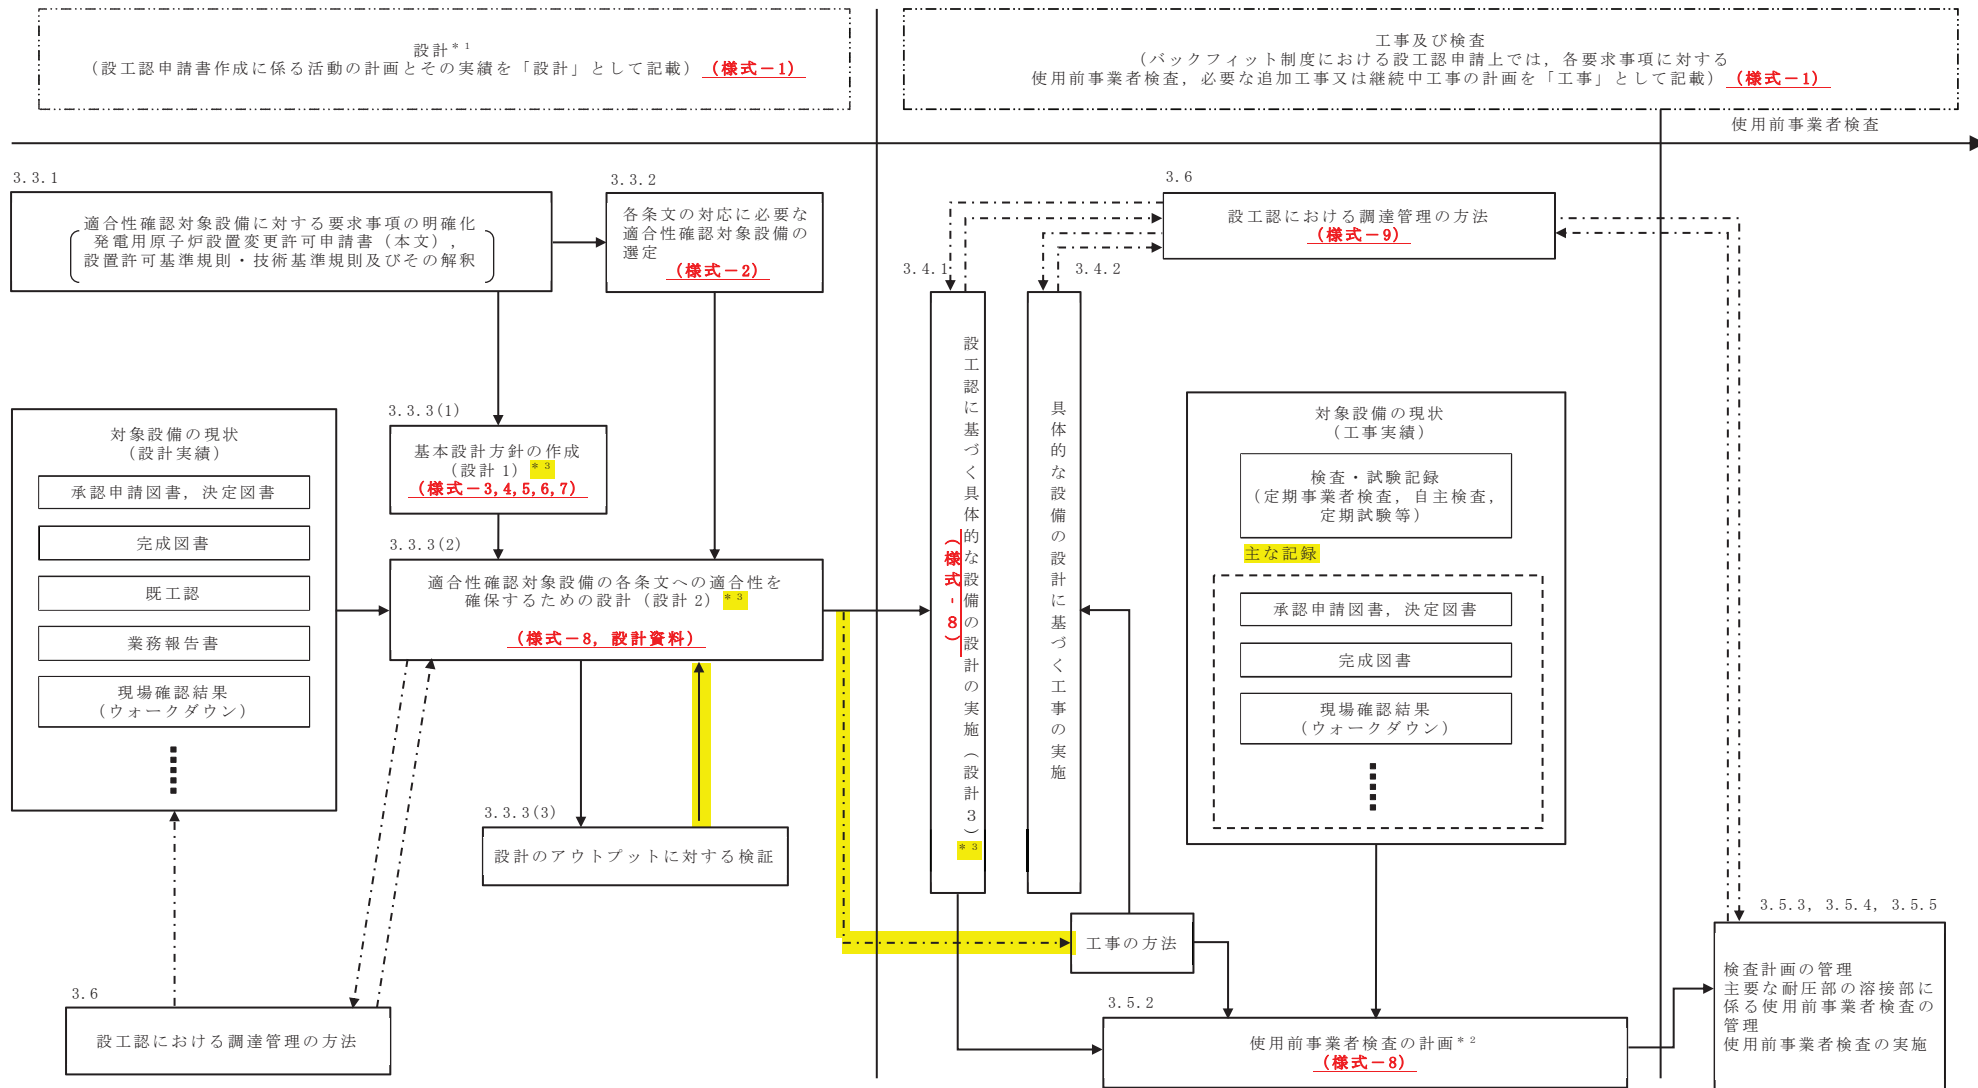 設計＊１
（設工認申請書作成に係る活動の計画とその実績を「設計」として記載）（様式－1）
工事及び検査
（バックフィット制度における設工認申請上では，各要求事項に対する
使用前事業者検査，必要な追加工事又は継続中工事の計画を「工事」として記載）（様式－1）
使用前事業者検査
3.3.1
適合性確認対象設備に対する要求事項の明確化
発電用原子炉設置変更許可申請書（本文），
設置許可基準規則・技術基準規則及びその解釈
3.3.2
各条文の対応に必要な
適合性確認対象設備の
選定
（様式－2）
3.6
設工認における調達管理の方法
（様式－9）
3.4.1
設工認に基づく具体的な設備の設計の実施（設計３）＊３
（様式-８）
3.4.2
具体的な設備の設計に基づく工事の実施
対象設備の現状
（設計実績）
承認申請図書，決定図書
完成図書
既工認
業務報告書
現場確認結果
（ウォークダウン）
3.3.3(1)
基本設計方針の作成
（設計1）＊３
（様式－3,4,5,6,7）
3.3.3(2)
適合性確認対象設備の各条文への適合性を
確保するための設計（設計2）＊３
（様式－8，設計資料）
3.3.3(3)
設計のアウトプットに対する検証
3.6
設工認における調達管理の方法
対象設備の現状
（工事実績）
検査・試験記録
（定期事業者検査，自主検査，
定期試験等）
主な記録
承認申請図書，決定図書
完成図書
現場確認結果
（ウォークダウン）
工事の方法
3.5.2
使用前事業者検査の計画＊２
（様式－8）
3.5.3, 3.5.4, 3.5.5
検査計画の管理
主要な耐圧部の溶接部に
係る使用前事業者検査の
管理
使用前事業者検査の実施